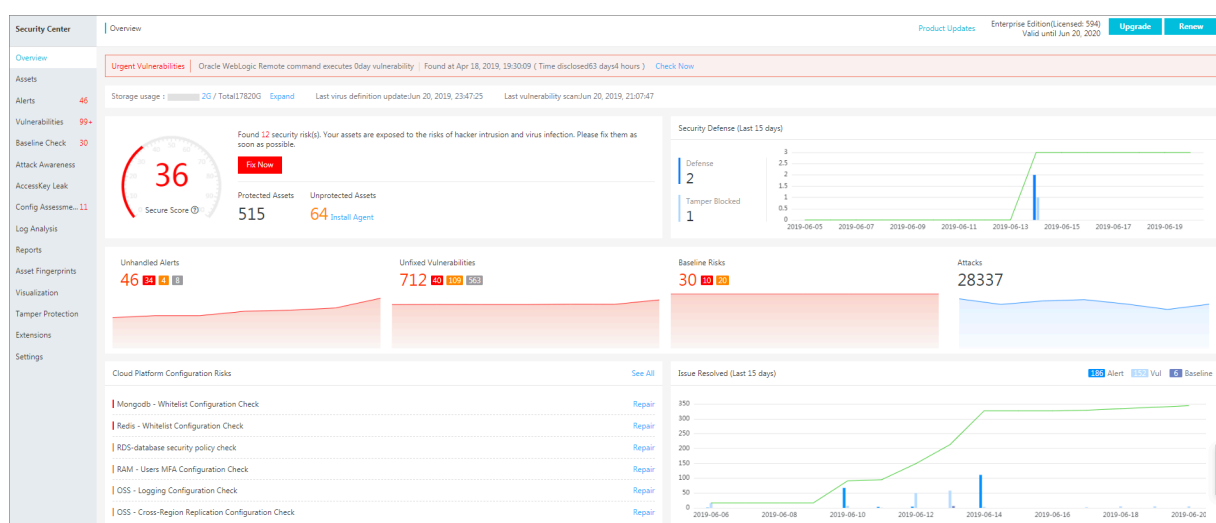 Security Center
Overview
Product Updates
Enterprise Edition(Licensed: 594)
Valid until Jun 20, 2020
Upgrade
Renew
Overview
Assets
Alerts 46
Vulnerabilities 99+
Baseline Check 30
Attack Awareness
AccessKey Leak
Config Assessme... 11
Log Analysis
Reports
Asset Fingerprints
Visualization
Tamper Protection
Extensions
Settings
Urgent Vulnerabilities Oracle WebLogic Remote command executes 0day vulnerability Found at Apr 18, 2019, 19:30:09 ( Time disclosed63 days4 hours ) Check Now
Storage usage : 2G / Total17820G Expand Last virus definition update:Jun 20, 2019, 23:47:25 Last vulnerability scan:Jun 20, 2019, 21:07:47
36
Secure Score
Found 12 security risk(s). Your assets are exposed to the risks of hacker intrusion and virus infection. Please fix them as
soon as possible.
Fix Now
Protected Assets Unprotected Assets
515 64 Install Agent
Security Defense (Last 15 days)
Defense
2
Tamper Blocked
1
3
2.5
2
1.5
1
0.5
0
2019-06-05 2019-06-07 2019-06-09 2019-06-11 2019-06-13 2019-06-15 2019-06-17 2019-06-19
Unhandled Alerts
46 34 4 8
Unfixed Vulnerabilities
712 40 109 563
Baseline Risks
30 10 20
Attacks
28337
Cloud Platform Configuration Risks See All
Mongodb - Whitelist Configuration Check Repair
Redis - Whitelist Configuration Check Repair
RDS-database security policy check Repair
RAM - Users MFA Configuration Check Repair
OSS - Logging Configuration Check Repair
OSS - Cross-Region Replication Configuration Check Repair
Issue Resolved (Last 15 days) 186 Alert 152 Vul 6 Baseline
350
300
250
200
150
100
50
0
2019-06-06 2019-06-08 2019-06-10 2019-06-12 2019-06-14 2019-06-16 2019-06-18 2019-06-20